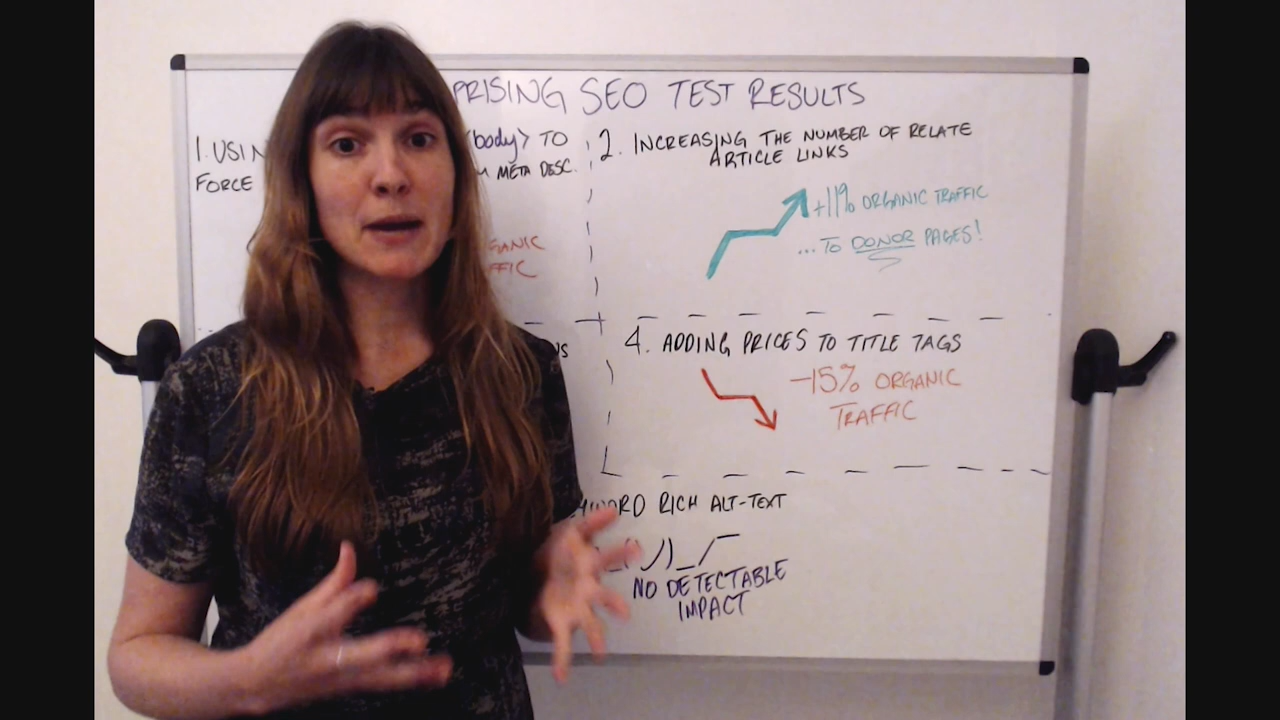 PRISING SEO TEST RESULTS
1. USIN <body> TO
FORCE META DESC.
GANIC
FFIC
2. INCREASING THE NUMBER OF RELATE
ARTICLE LINKS
+11% ORGANIC TRAFFIC
... TO DONOR PAGES!
NS
4. ADDING PRICES TO TITLE TAGS
-15% ORGANIC
TRAFFIC
YWORD RICH ALT-TEXT
NO DETECTABLE
IMPACT